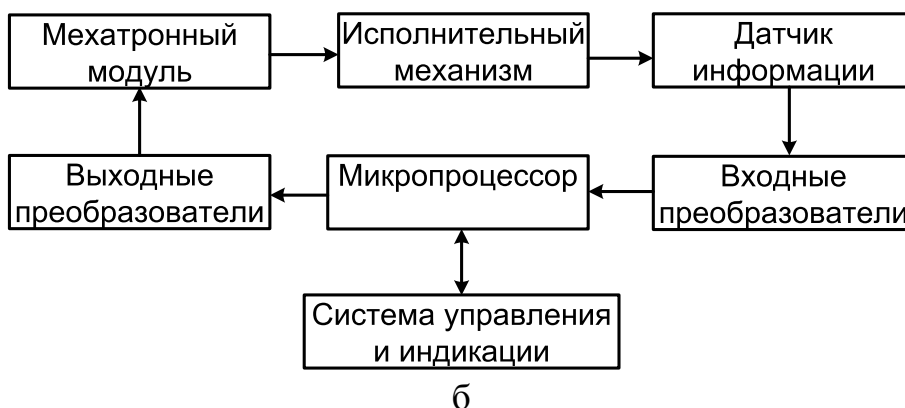 Мехатронный
модуль
Исполнительный
механизм
Датчик
информации
Выходные
преобразователи
Микропроцессор
Входные
преобразователи
Система управления
и индикации
б